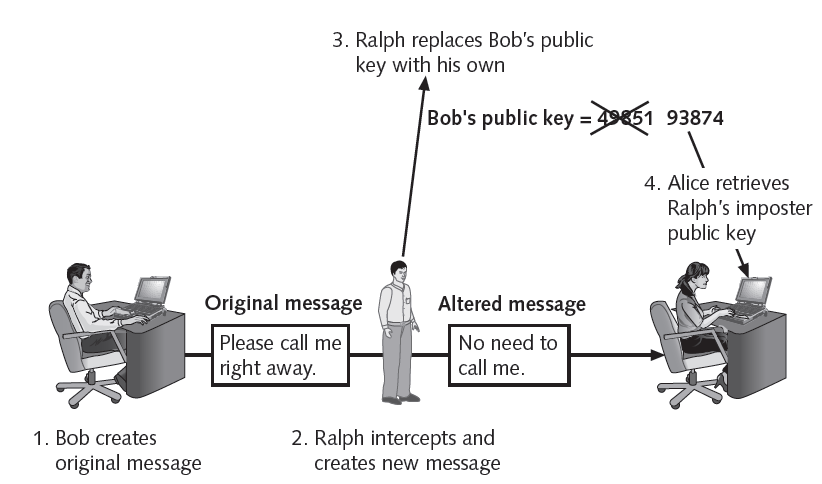 3. Ralph replaces Bob's public
key with his own
Bob's public key = 49851 93874
4. Alice retrieves
Ralph's imposter
public key
Original message
Altered message
Please call me
right away.
No need to
call me.
1. Bob creates
original message
2. Ralph intercepts and
creates new message